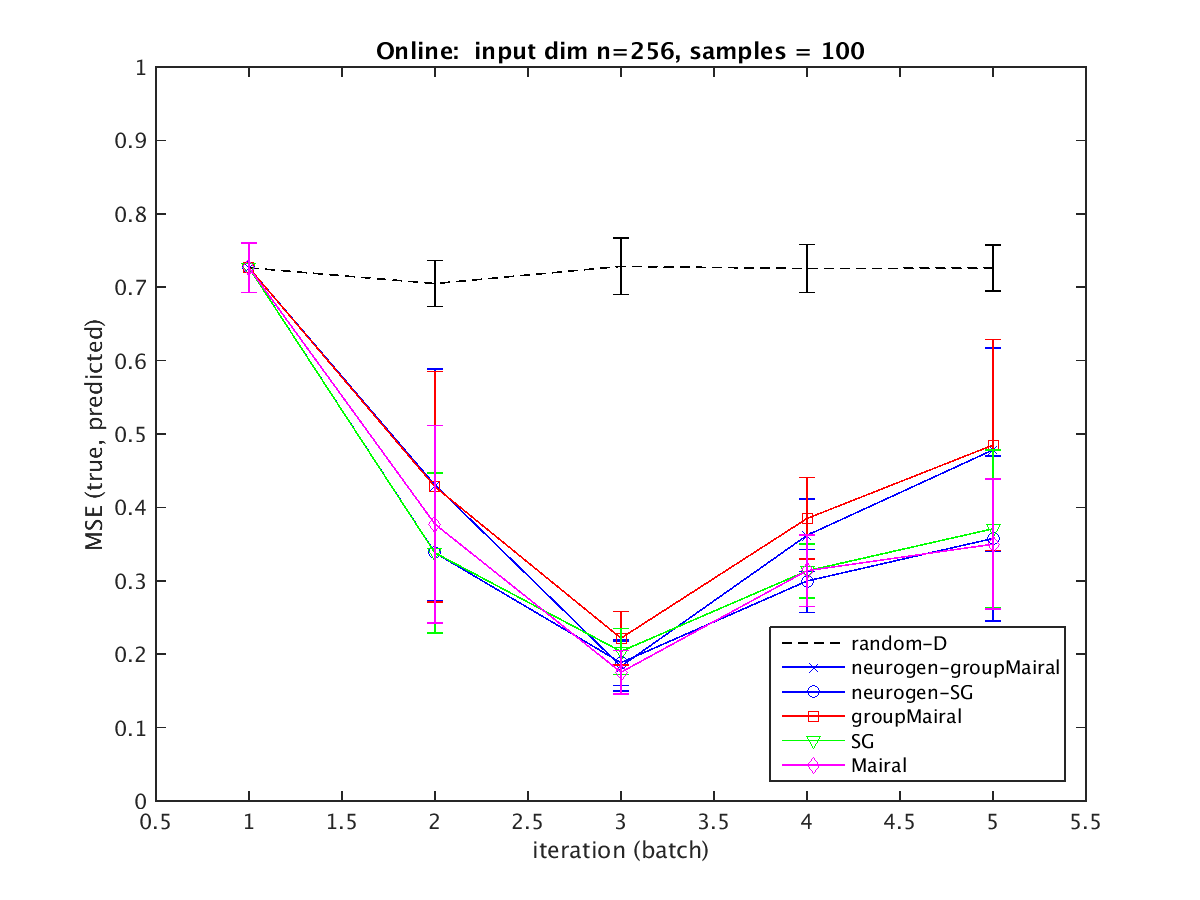 Online:  input dim n=256, samples = 100
1
0.9
0.8
0.7
0.6
0.5
0.4
0.3
0.2
0.1
0
MSE (true, predicted)
random-D
neurogen-groupMairal
neurogen-SG
groupMairal
SG
Mairal
0.5 1 1.5 2 2.5 3 3.5 4 4.5 5 5.5
iteration (batch)